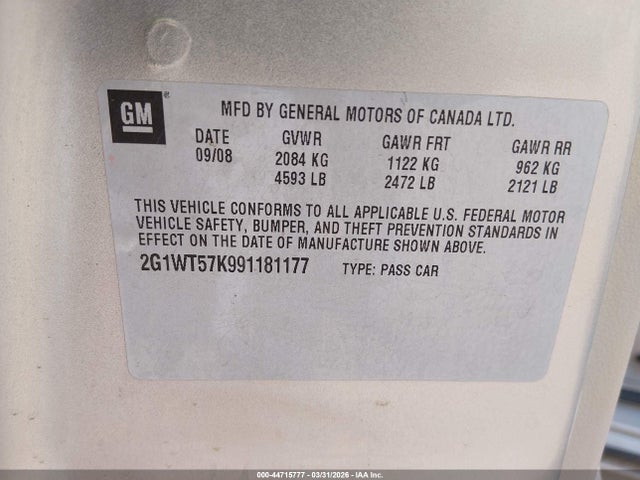 GM®
MFD BY GENERAL MOTORS OF CANADA LTD.
DATE GVWR GAWR FRT GAWR RR
09/08 2084 KG 1122 KG 962 KG
4593 LB 2472 LB 2121 LB
THIS VEHICLE CONFORMS TO ALL APPLICABLE U.S. FEDERAL MOTOR
VEHICLE SAFETY, BUMPER, AND THEFT PREVENTION STANDARDS IN
EFFECT ON THE DATE OF MANUFACTURE SHOWN ABOVE.
2G1WT57K991181177 TYPE: PASS CAR
000-44715777 - 03/31/2026 - IAA Inc.